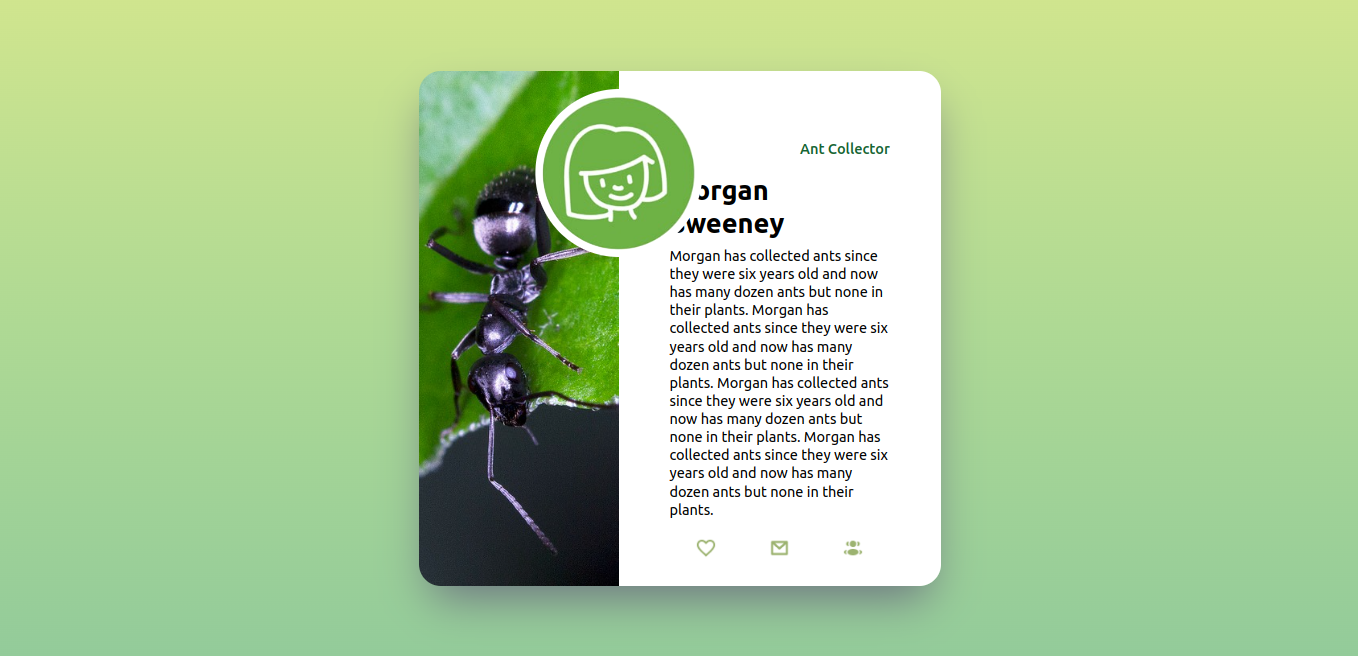 Ant Collector
organ
weeney
Morgan has collected ants since
they were six years old and now
has many dozen ants but none in
their plants. Morgan has
collected ants since they were six
years old and now has many
dozen ants but none in their
plants. Morgan has collected ants
since they were six years old and
now has many dozen ants but
none in their plants. Morgan has
collected ants since they were six
years old and now has many
dozen ants but none in their
plants.